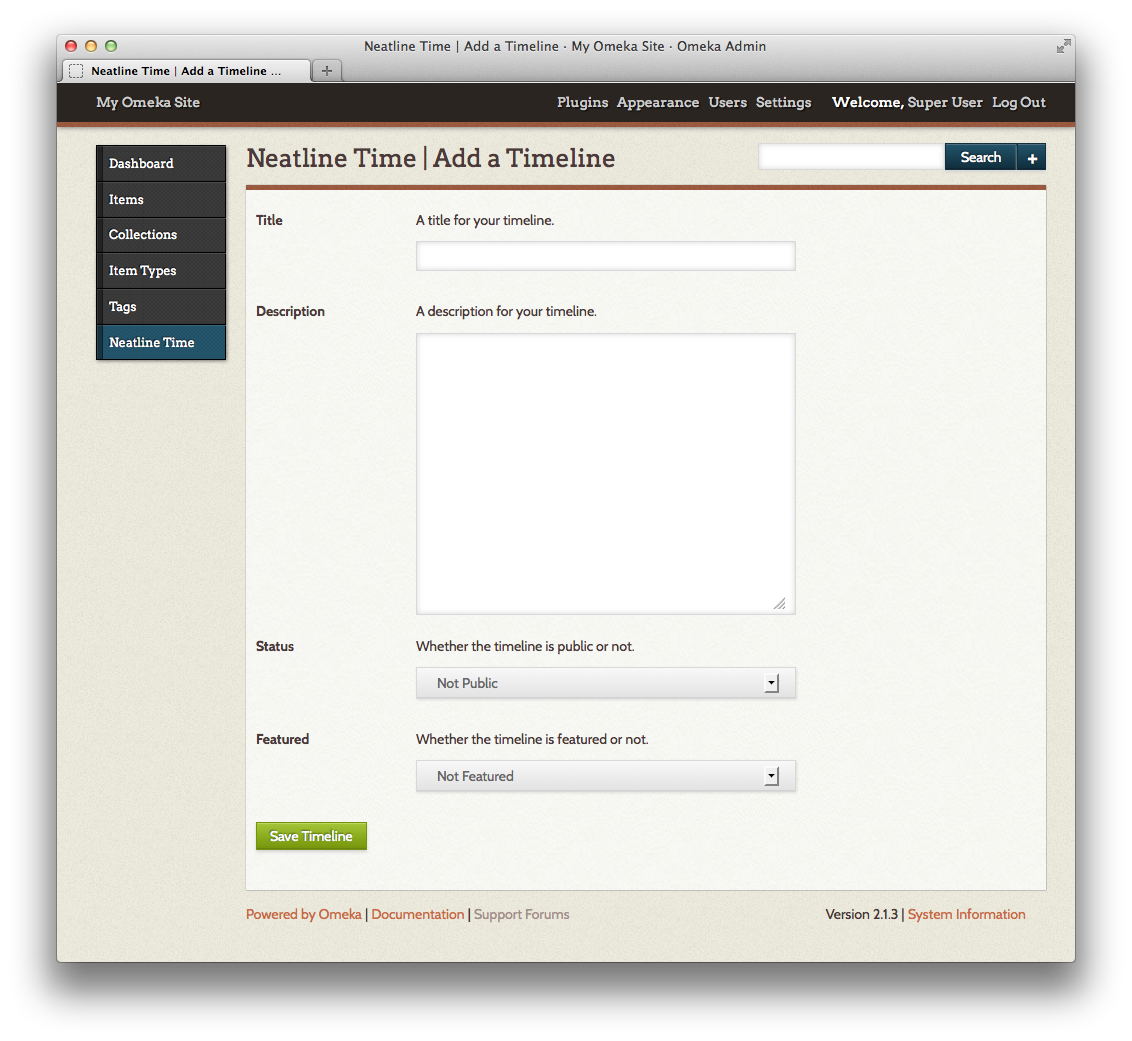 Neatline Time | Add a Timeline · My Omeka Site · Omeka Admin
Neatline Time | Add a Timeline ...
My Omeka Site Plugins Appearance Users Settings Welcome, Super User Log Out
Dashboard
Items
Collections
Item Types
Tags
Neatline Time
Neatline Time | Add a Timeline
Search +
Title A title for your timeline.
Description A description for your timeline.
Status Whether the timeline is public or not.
Not Public
Featured Whether the timeline is featured or not.
Not Featured
Save Timeline
Powered by Omeka | Documentation | Support Forums Version 2.1.3 | System Information